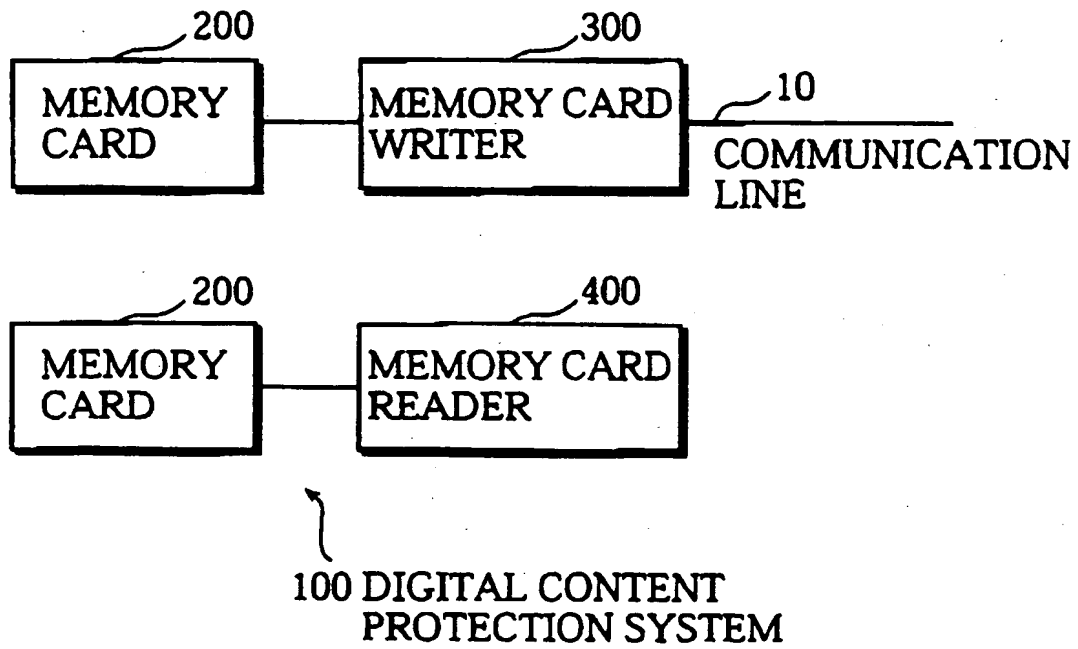 200
300
MEMORY
CARD
MEMORY CARD
WRITER
10
COMMUNICATION
LINE
200
400
MEMORY
CARD
MEMORY CARD
READER
100 DIGITAL CONTENT
PROTECTION SYSTEM